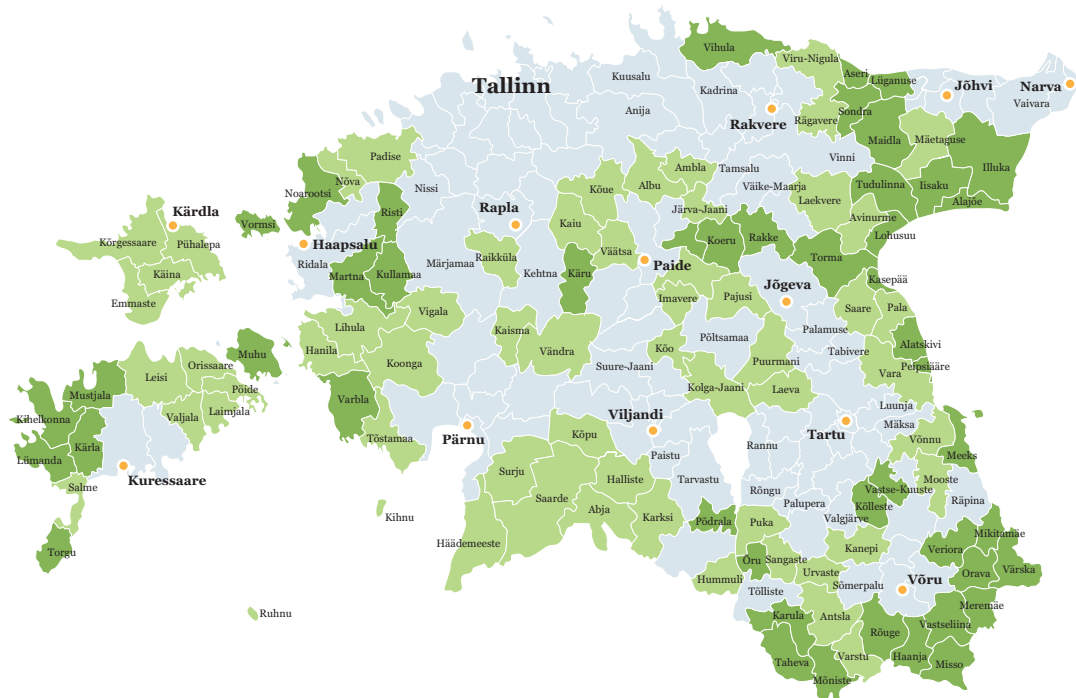 Vihula
Viru-Nigula
Kuusalu
Aseri
Lüganuse
Tallinn
Kadrina
Jõhvi
Narva
Vaivara
Anija
Rakvere
Rägavere
Sondra
Maidla
Mäetaguse
Padise
Nõva
Noarootsi
Nissi
Ambla
Albu
Tamsalu
Vinni
Illuka
Kõue
Väike-Maarja
Laekvere
Tudulinna
Iisaku
Alajõe
Risti
Rapla
Kaiu
Järva-Jaani
Avinurme
Kärdla
Vormsi
Kõrgessaare
Pühalepa
Haapsalu
Koeru
Rakke
Lohusuu
Raikküla
Väätsa
Torma
Ridala
Märjamaa
Paide
Käina
Martna
Kullamaa
Kehtna
Käru
Jõgeva
Kasepää
Emmaste
Imavere
Pajusi
Saare
Pala
Vigala
Lihula
Kaisma
Põltsamaa
Palamuse
Hanila
Koonga
Vändra
Kõo
Puurmani
Tabivere
Alatskivi
Peipsiääre
Muhu
Orissaare
Leisi
Suure-Jaani
Vara
Mustjala
Pöide
Kolga-Jaani
Laeva
Varbla
Laimjala
Luunja
Kihelkonna
Valjala
Viljandi
Tartu
Mäksa
Tõstamaa
Pärnu
Kõpu
Võnnu
Kärla
Lümanda
Paistu
Rannu
Meeks
Kuressaare
Surju
Halliste
Tarvastu
Mooste
Salme
Saarde
Rõngu
Vastse-Kuuste
Räpina
Abja
Palupera
Kölleste
Kihnu
Karksi
Põdrala
Puka
Valgjärve
Mikitamäe
Häädemeeste
Kanepi
Veriora
Torgu
Õru
Sangaste
Urvaste
Orava
Värska
Hummuli
Tõlliste
Sõmerpalu
Võru
Meremäe
Ruhnu
Karula
Antsla
Vastseliina
Rõuge
Taheva
Varstu
Haanja
Misso
Mõniste